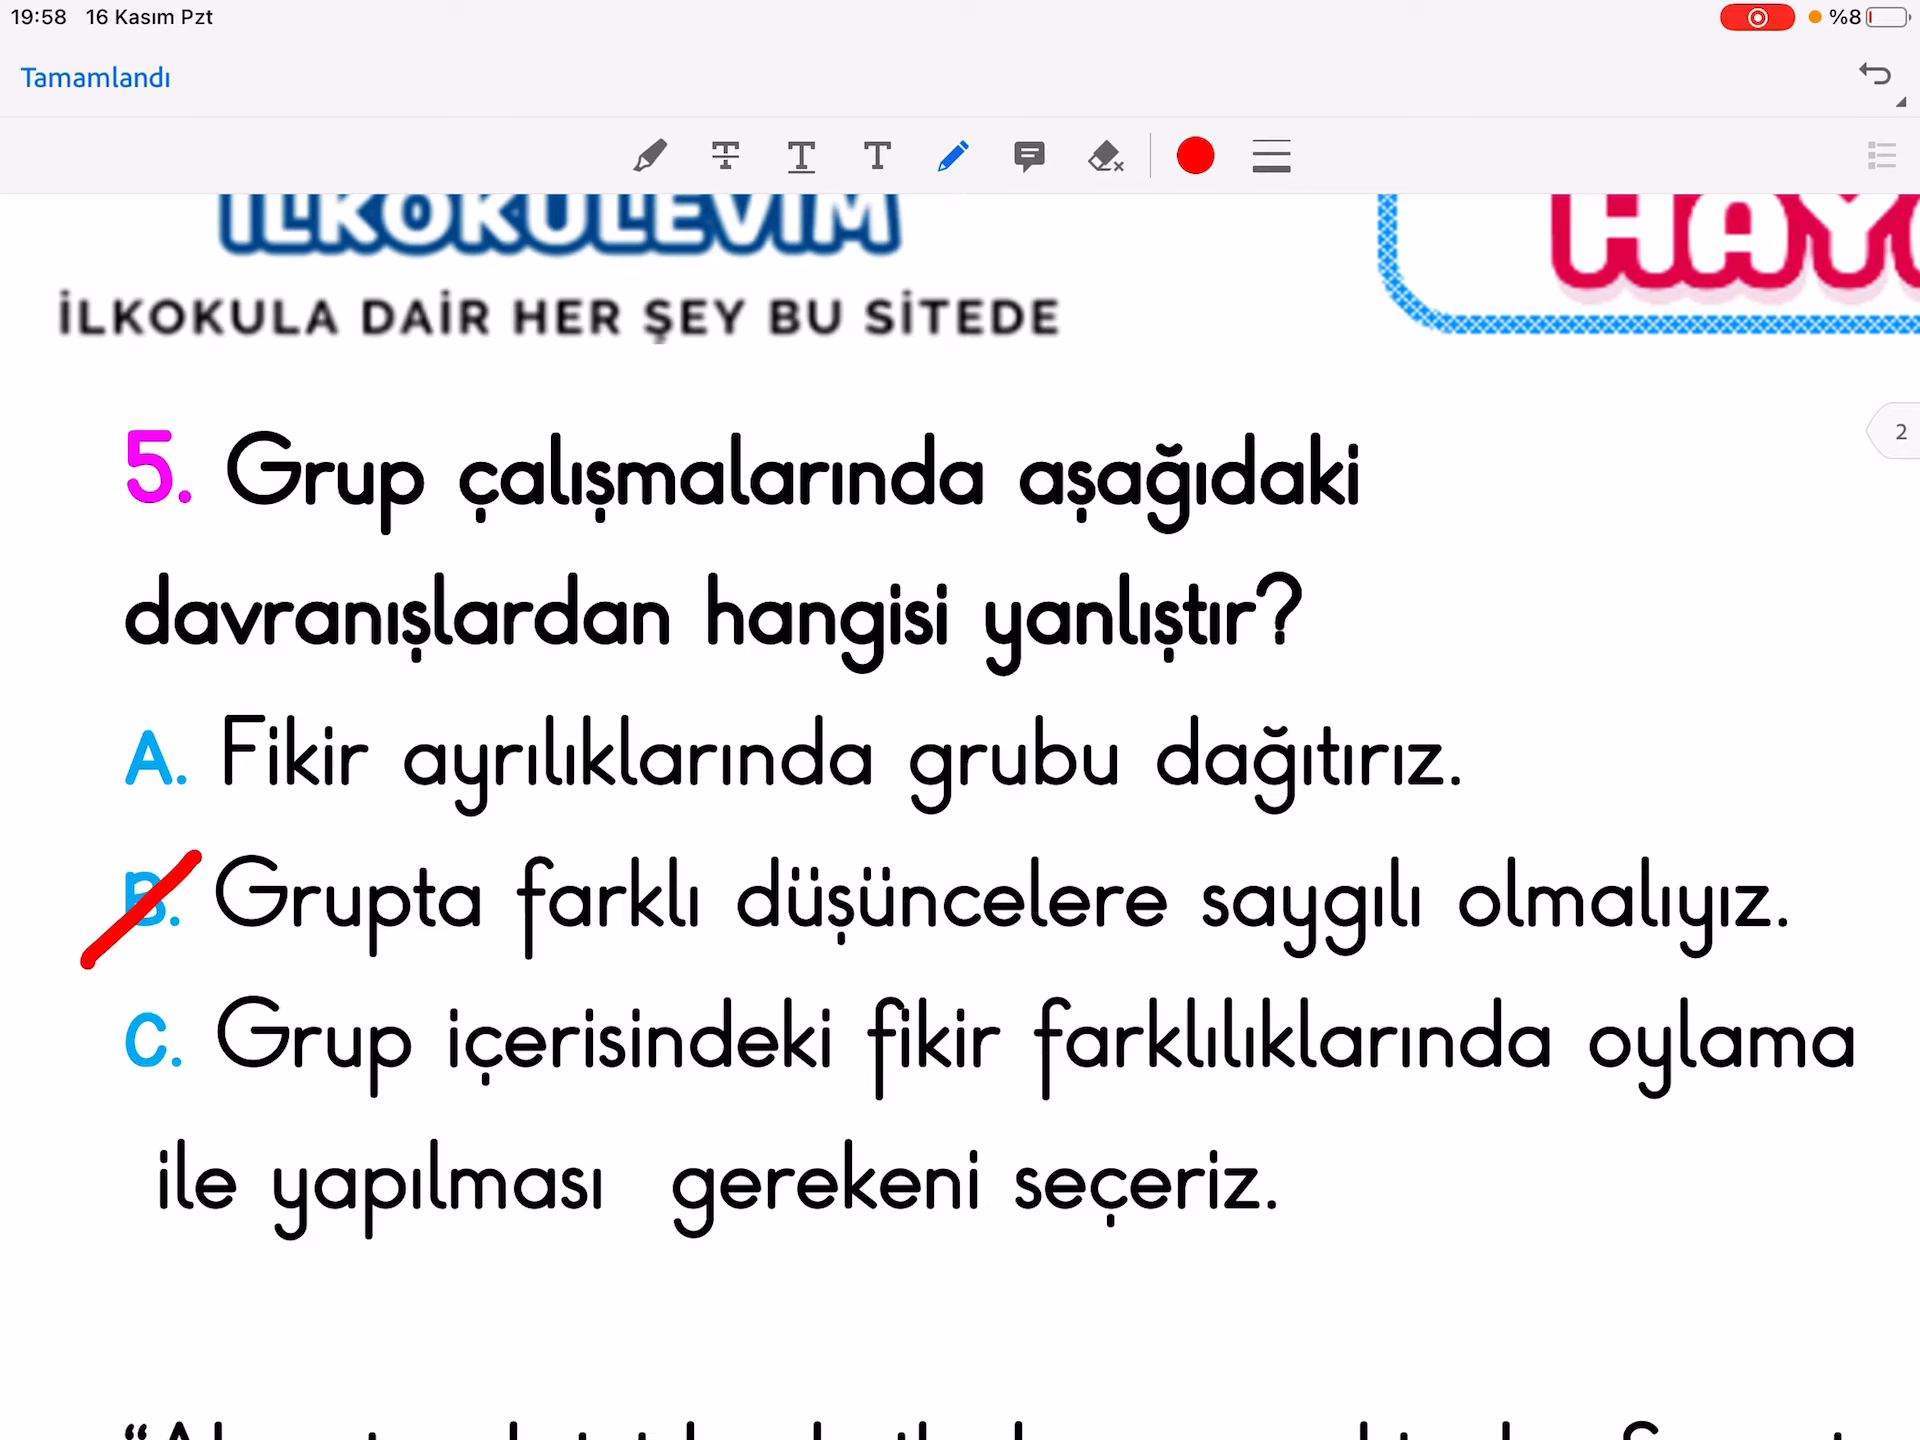 19:58 16 Kasım Pzt
%8
Tamamlandı
İLKOKULEVİM
İLKOKULA DAİR HER ŞEY BU SİTEDE
2
5. Grup çalışmalarında aşağıdaki
davranışlardan hangisi yanlıştır?
A. Fikir ayrılıklarında grubu dağıtırız.
B. Grupta farklı düşüncelere saygılı olmalıyız.
C. Grup içerisindeki fikir farklılıklarında oylama
ile yapılması gerekeni seçeriz.